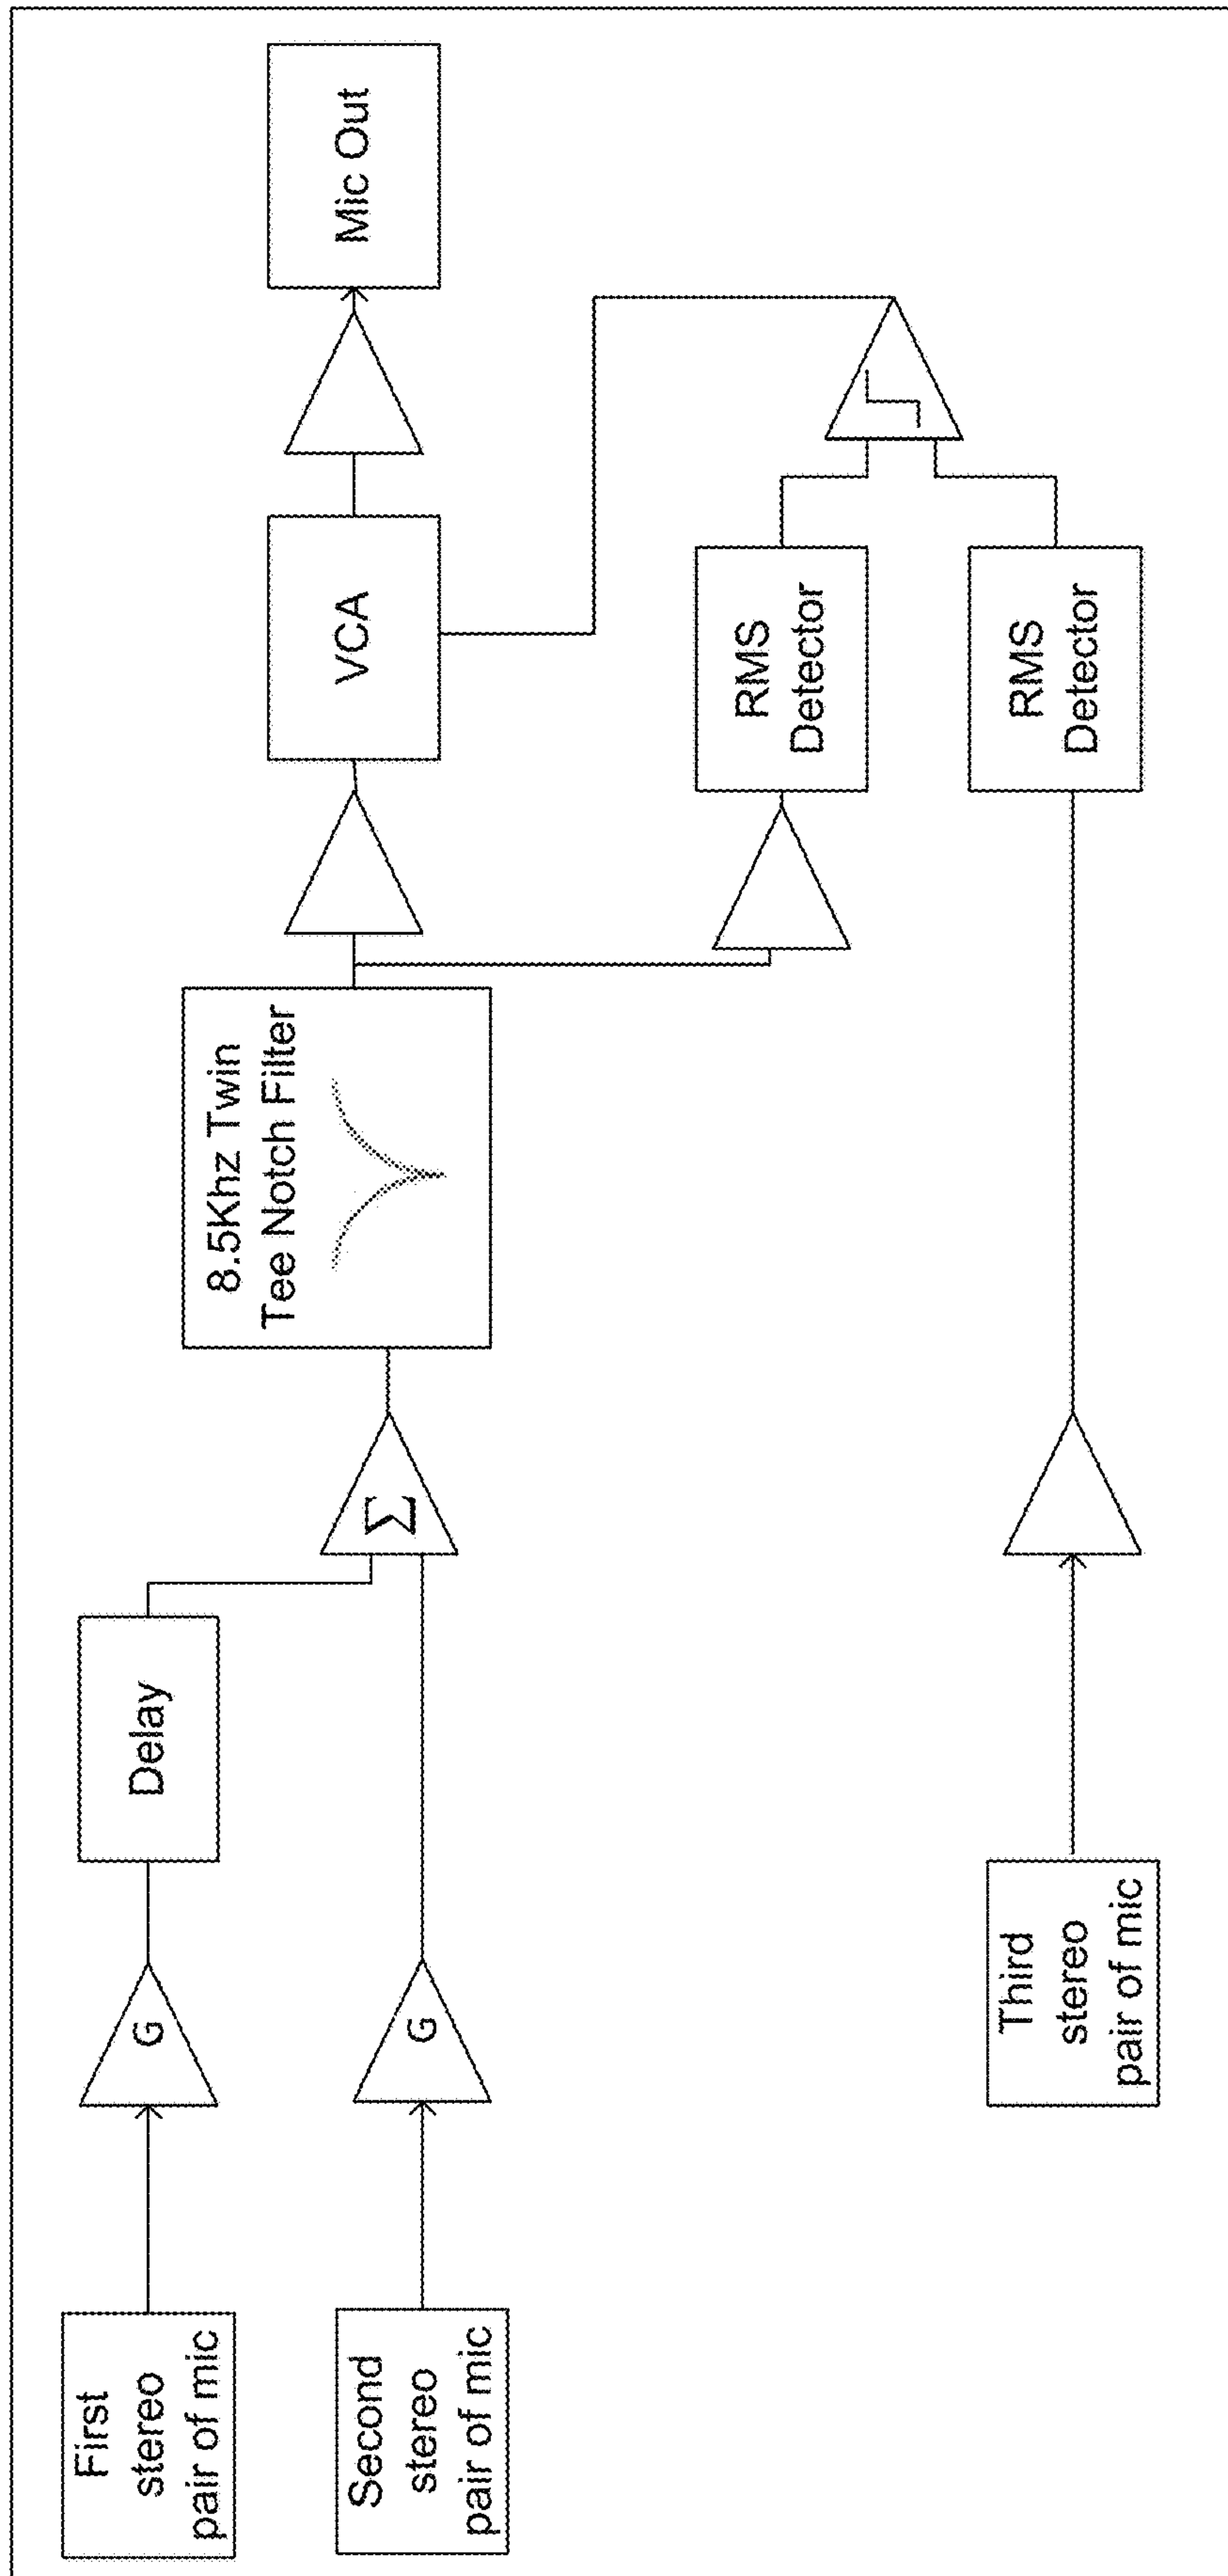 First
stereo
pair of mic
G
Delay
Second
stereo
pair of mic
G
Σ
8.5Khz Twin
Tee Notch Filter
VCA
Mic Out
RMS
Detector
RMS
Detector
Third
stereo
pair of mic